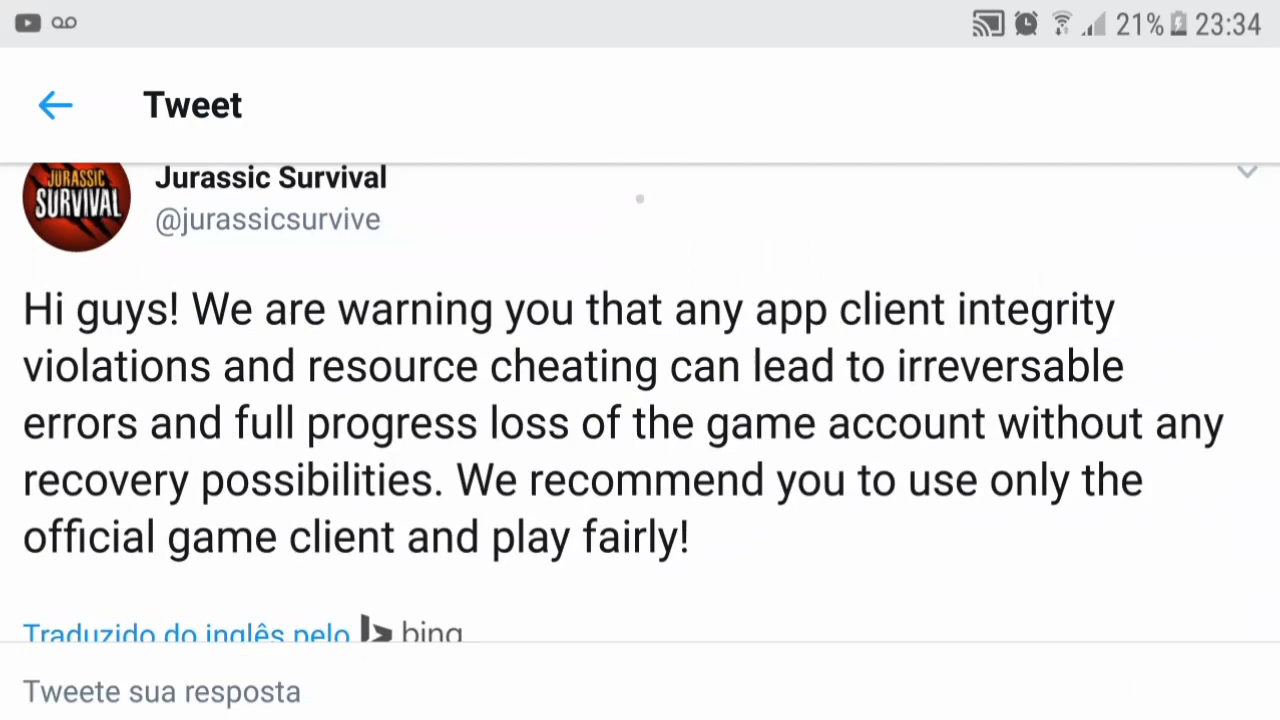 21% 23:34
Tweet
JURASSIC
SURVIVAL
Jurassic Survival
@jurassicsurvive
Hi guys! We are warning you that any app client integrity
violations and resource cheating can lead to irreversable
errors and full progress loss of the game account without any
recovery possibilities. We recommend you to use only the
official game client and play fairly!
Traduzido do inglês pelo bing
Tweete sua resposta